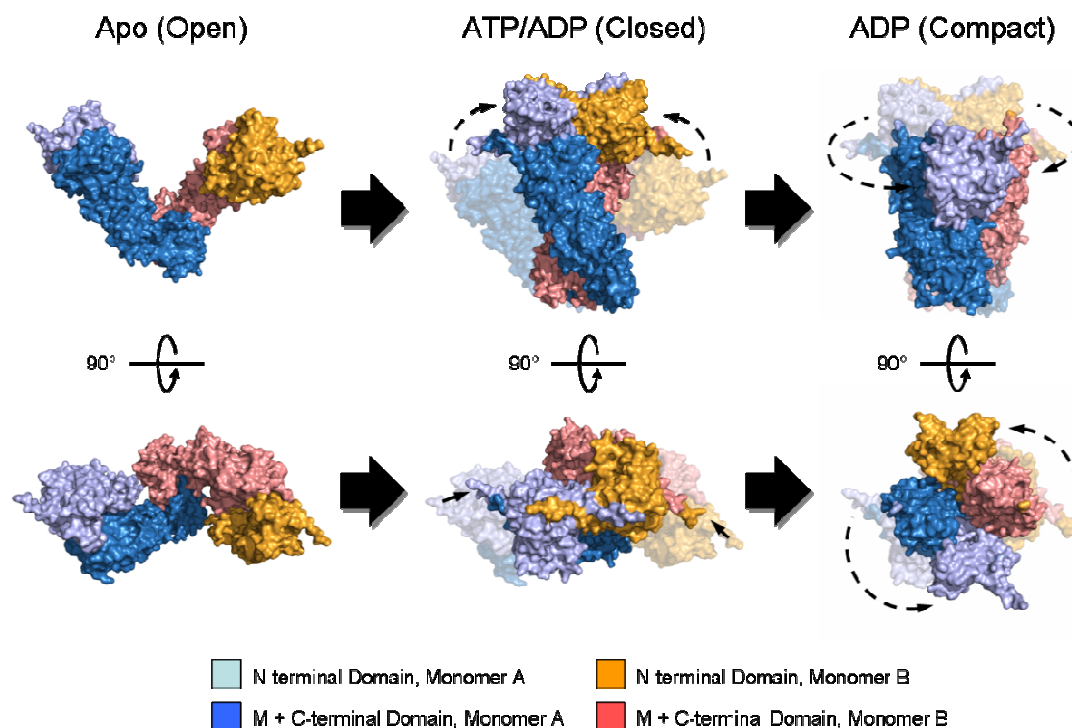 Apo (Open) ATP/ADP (Closed) ADP (Compact)
90° 90° 90°
N terminal Domain, Monomer A N terminal Domain, Monomer B
M + C-terminal Domain, Monomer A M + C-termina Domain, Monomer B